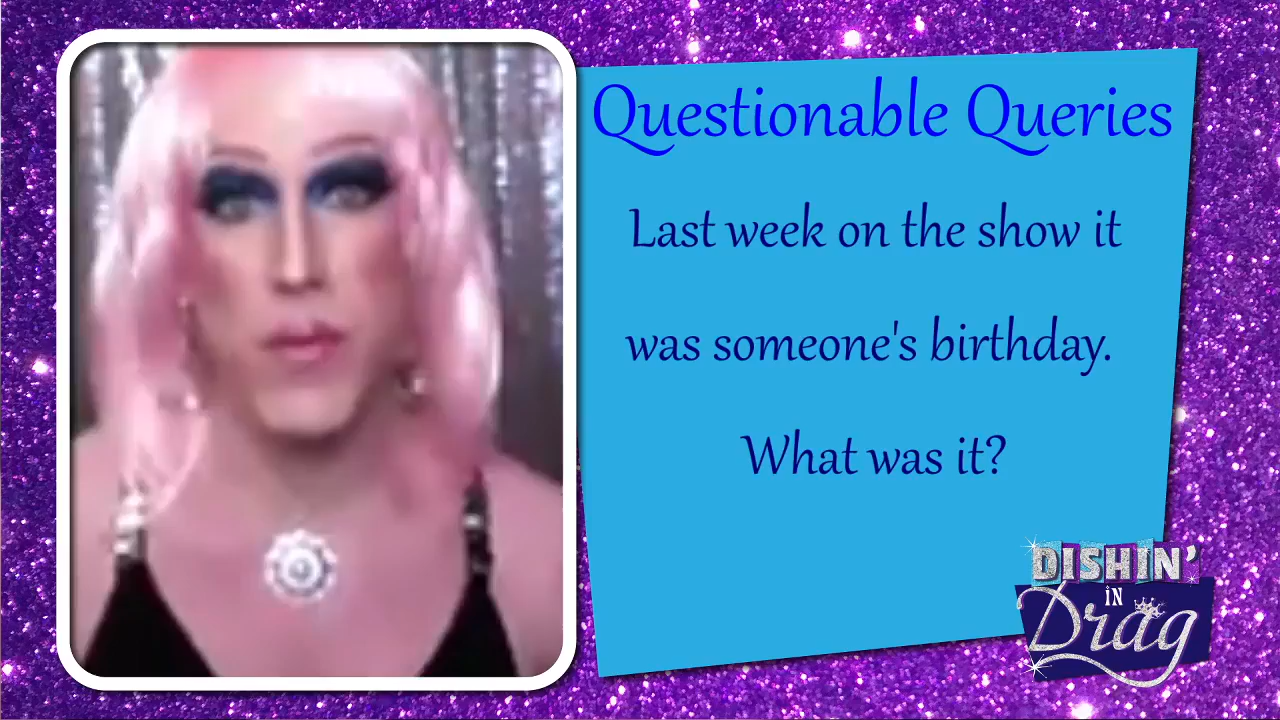 Questionable Queries
Last week on the show it
was someone's birthday.
What was it?
DISHIN'
IN
Drag